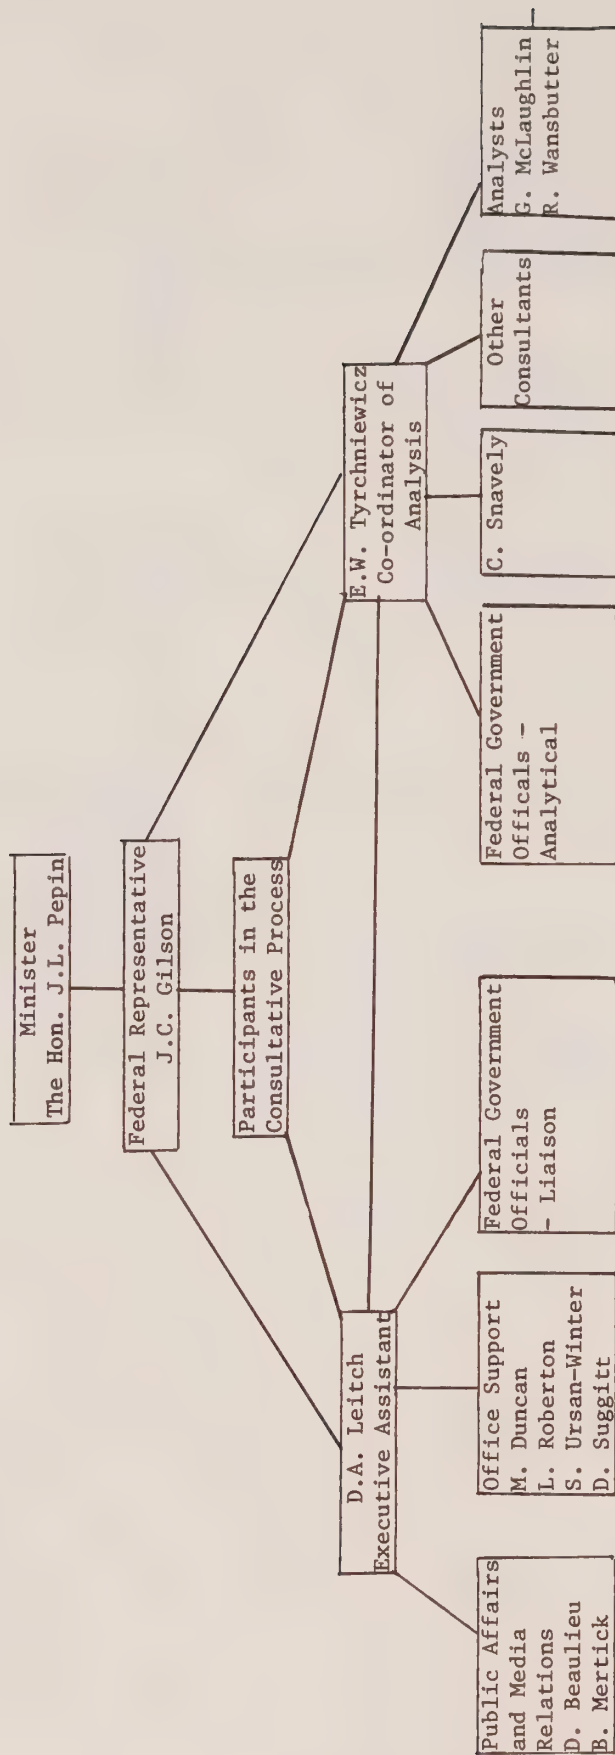 Minister
The Hon. J.L. Pepin
Federal Representative
J.C. Gilson
Participants in the
Consultative Process
D.A. Leitch
Executive Assistant
E.W. Tyrchniewicz
Co-ordinator of
Analysis
Public Affairs
and Media
Relations
D. Beaulieu
B. Mertick
Office Support
M. Duncan
L. Roberton
S. Ursan-Winter
D. Suggitt
Federal Government
Officials
- Liaison
Federal Government
Officals -
Analytical
C. Snavely
Other
Consultants
Analysts
G. McLaughlin
R. Wansbutter